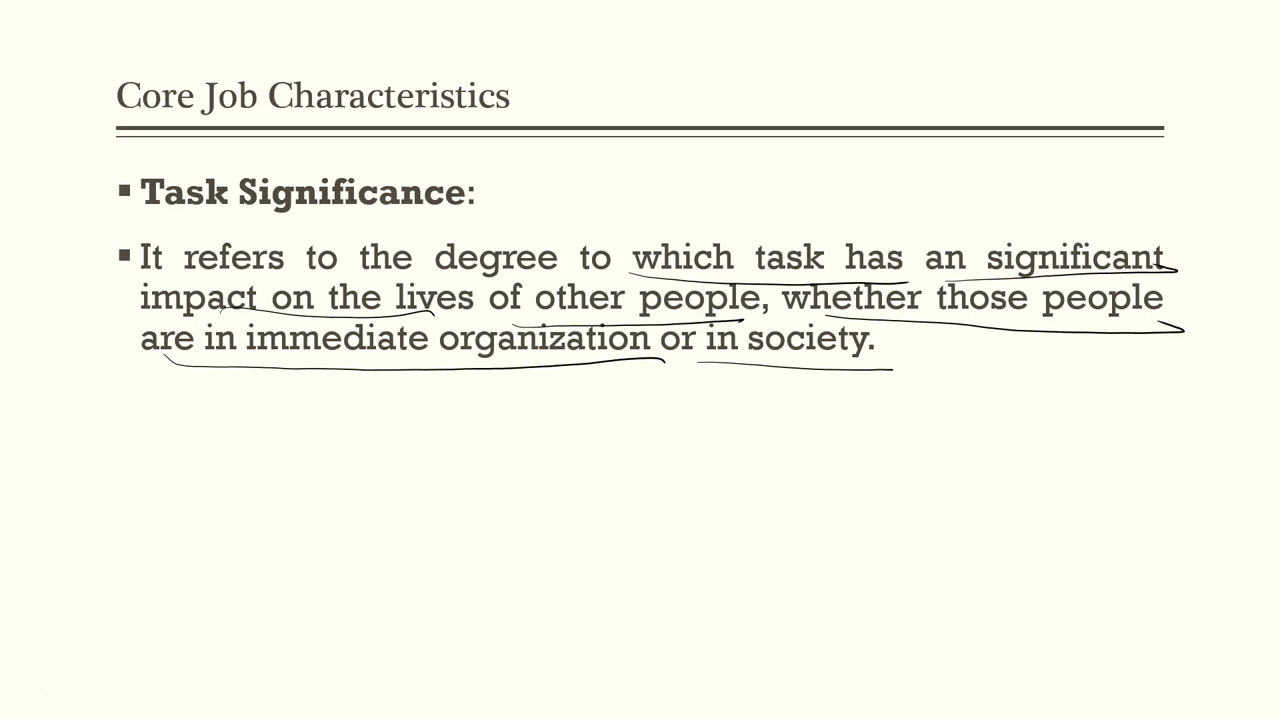 Core Job Characteristics
▪ Task Significance:
▪ It refers to the degree to which task has an significant
impact on the lives of other people, whether those people
are in immediate organization or in society.